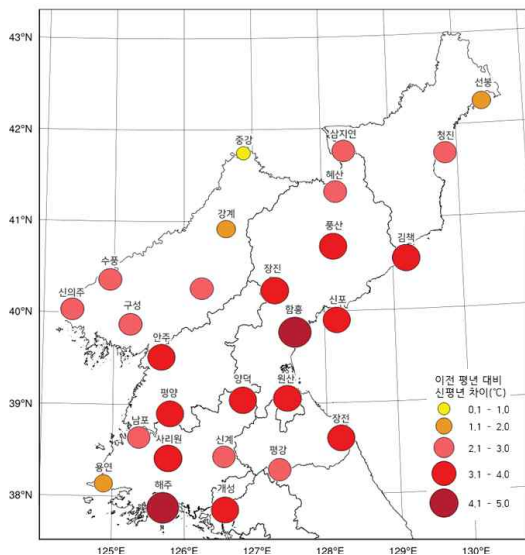 43°N
선봉
42°N
중강
삼지연
청진
혜산
41°N
강계
풍산
김책
수풍
장진
신의주
구성
신포
40°N
함흥
안주
이전 평년 대비
신평년 차이(℃)
양덕
원산
0.1 - 1.0
평양
39°N
1.1 - 2.0
남포
장전
2.1 - 3.0
사리원
신계
평강
3.1 - 4.0
용연
해주
개성
38°N
4.1 - 5.0
125°E
126°E
127°E
128°E
129°E
130°E